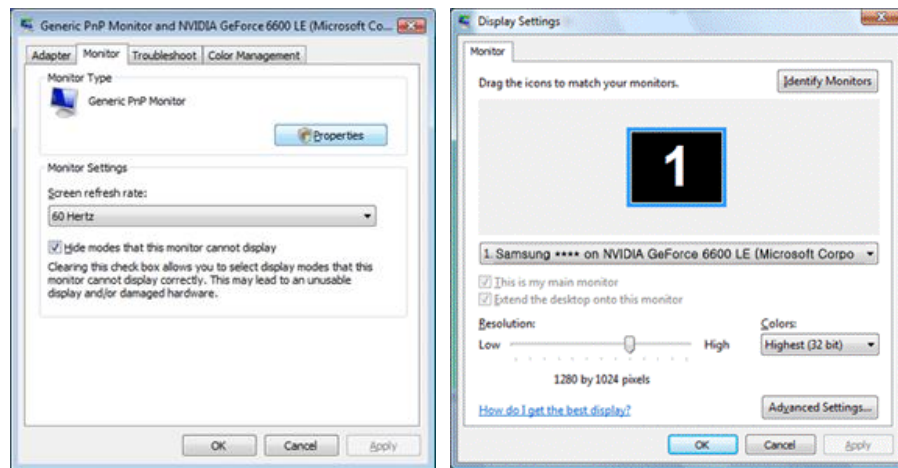 Generic PnP Monitor and NVIDIA GeForce 6600 LE (Microsoft Co...
Adapter Monitor Troubleshoot Color Management
Monitor Type
Generic PnP Monitor
Properties
Monitor Settings
Screen refresh rate:
60 Hertz
Hide modes that this monitor cannot display
Clearing this check box allows you to select display modes that this
monitor cannot display correctly. This may lead to an unusable
display and/or damaged hardware.
OK Cancel Apply
Display Settings
Monitor
Drag the icons to match your monitors.
Identify Monitors
1
1. Samsung **** on NVIDIA GeForce 6600 LE (Microsoft Corpo
This is my main monitor
Extend the desktop onto this monitor
Resolution:
Colors:
Low High
Highest (32 bit)
1280 by 1024 pixels
How do I get the best display?
Advanced Settings...
OK Cancel Apply